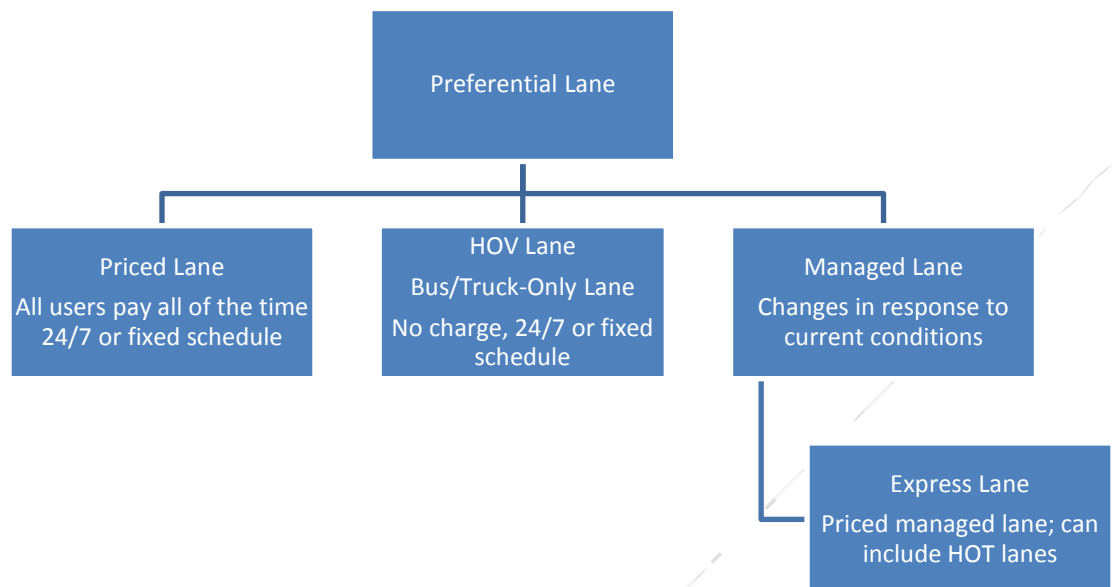 Preferential Lane
Priced Lane
All users pay all of the time
24/7 or fixed schedule
HOV Lane
Bus/Truck-Only Lane
No charge, 24/7 or fixed
schedule
Managed Lane
Changes in response to
current conditions
Express Lane
Priced managed lane; can
include HOT lanes